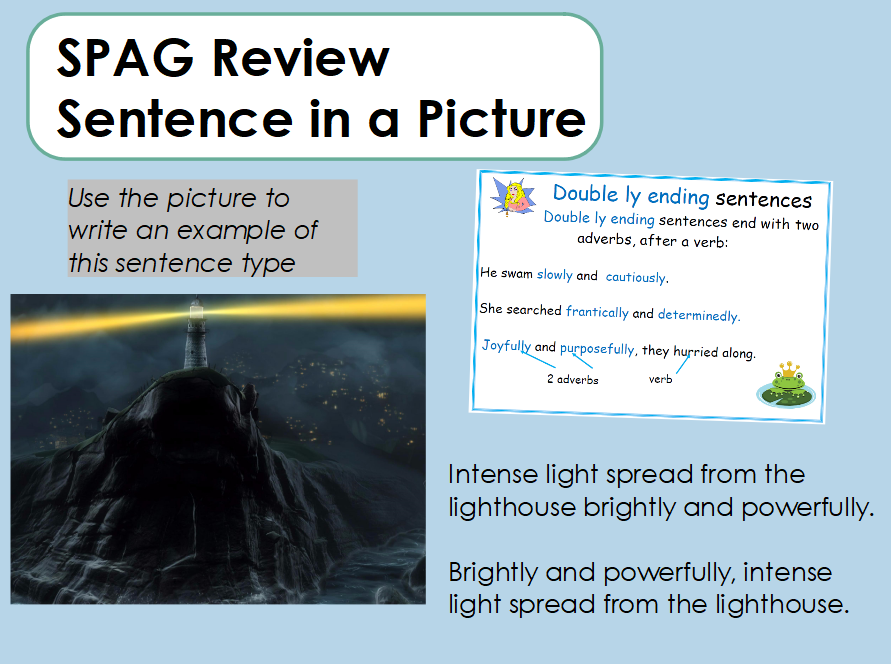 SPAG Review
Sentence in a Picture
Use the picture to
write an example of
this sentence type
Double ly ending sentences
Double ly ending sentences end with two
adverbs, after a verb:
He swam slowly and cautiously.
She searched frantically and determinedly.
Joyfully and purposefully, they hurried along.
2 adverbs verb
Intense light spread from the
lighthouse brightly and powerfully.
Brightly and powerfully, intense
light spread from the lighthouse.